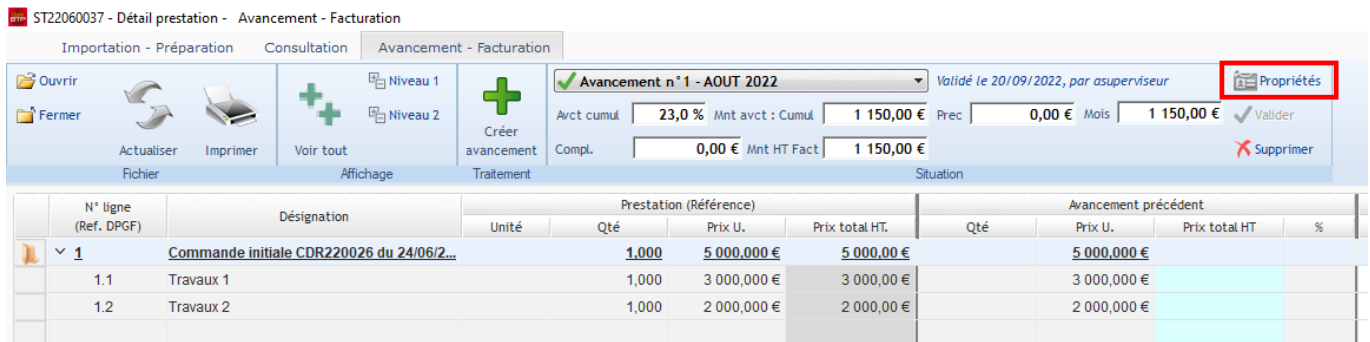 BTP ST22060037 - Détail prestation - Avancement - Facturation
Importation - Préparation Consultation Avancement - Facturation
Ouvrir Niveau 1 Avancement n°1 - AOUT 2022 Validé le 20/09/2022, par asuperviseur Propriétés
Fermer Niveau 2 Avct cumul 23,0 % Mnt avct : Cumul 1 150,00 € Prec 0,00 € Mois 1 150,00 € Valider
Actualiser Imprimer Voir tout Créer avancement Compl. 0,00 € Mnt HT Fact 1 150,00 € Supprimer
Fichier Affichage Traitement Situation
N° ligne (Ref. DPGF) Désignation Prestation (Référence) Avancement précédent
Unité Qté Prix U. Prix total HT. Qté Prix U. Prix total HT %
1 Commande initiale CDR220026 du 24/06/2... 1,000 5 000,000 € 5 000,00 € 5 000,000 €
1.1 Travaux 1 1,000 3 000,000 € 3 000,00 € 3 000,000 €
1.2 Travaux 2 1,000 2 000,000 € 2 000,00 € 2 000,000 €